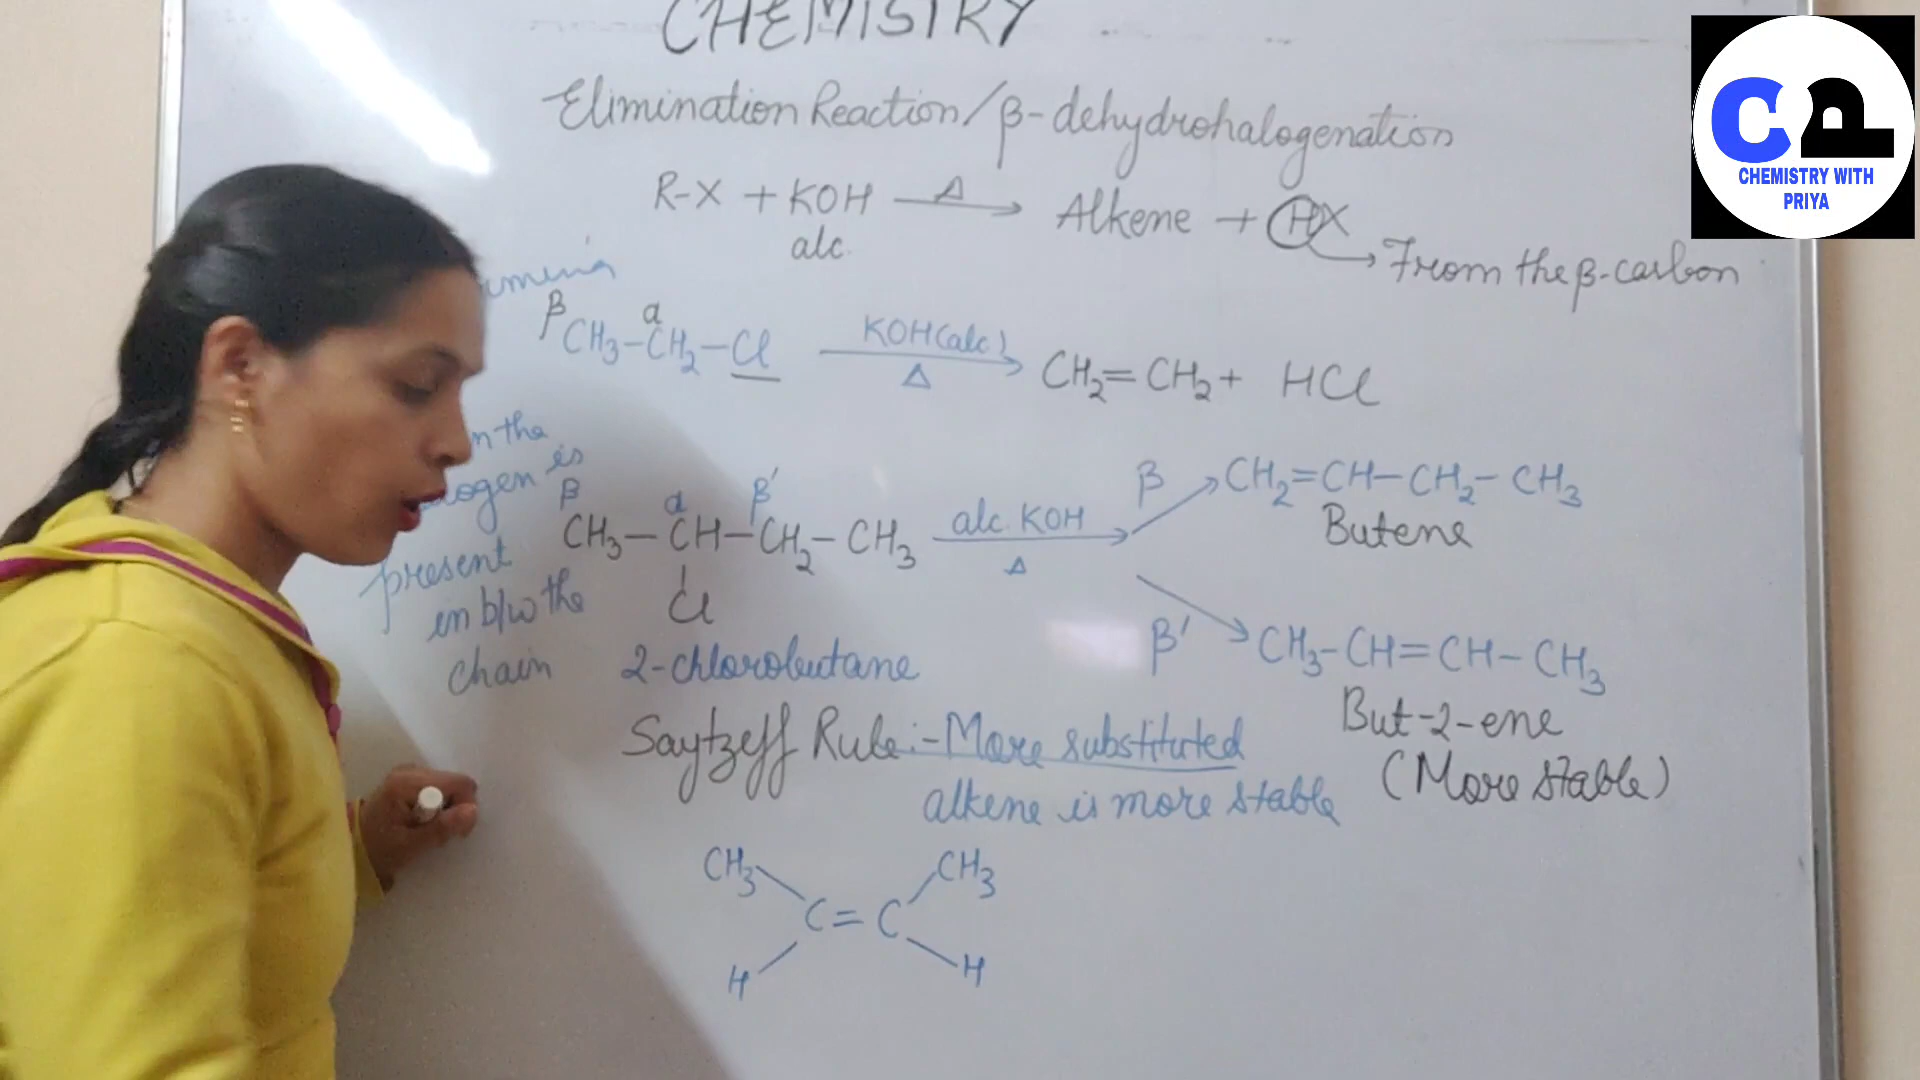 CHEMISTRY
CP
CHEMISTRY WITH
PRIYA
Elimination Reaction/β-dehydrohalogenation
R-X + KOH —Δ→ Alkene + HX
alc.
From the β-carbon
β α
CH₃-CH₂-Cl KOH(alc) Δ → CH₂=CH₂ + HCl
n the
ogen is
present
in b/w the
chain
β α β'
CH₃-CH-CH₂-CH₃ alc. KOH Δ →
Cl
2-chlorobutane
β CH₂=CH-CH₂-CH₃
Butene
β' CH₃-CH=CH-CH₃
But-2-ene
(More stable)
Saytzeff Rule:-More substituted
alkene is more stable
CH₃ CH₃
C=C
H H